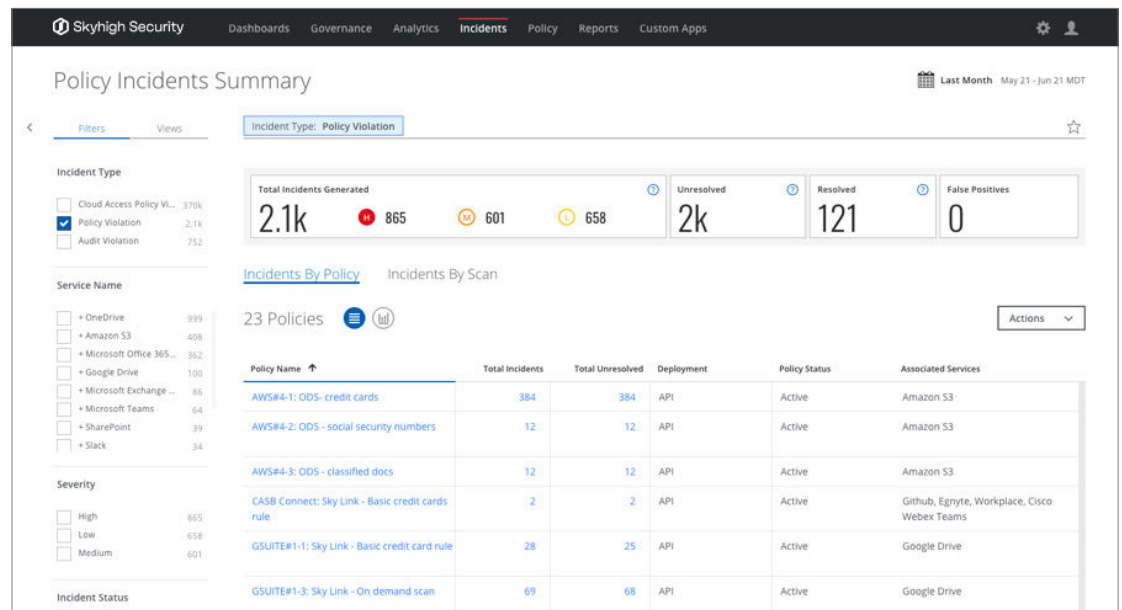 Skyhigh Security
Dashboards Governance Analytics Incidents Policy Reports Custom Apps
Policy Incidents Summary
Last Month May 21 - Jun 21 MDT
Filters Views
Incident Type: Policy Violation
Incident Type
Cloud Access Policy Vi... 370k
Policy Violation 2.1k
Audit Violation 752
Total Incidents Generated
2.1k H 865 M 601 L 658
Unresolved
2k
Resolved
121
False Positives
0
Service Name
+ OneDrive 999
+ Amazon S3 408
+ Microsoft Office 365... 362
+ Google Drive 100
+ Microsoft Exchange ... 86
+ Microsoft Teams 64
+ SharePoint 39
+ Slack 34
Severity
High 865
Low 658
Medium 601
Incident Status
Incidents By Policy Incidents By Scan
23 Policies
Actions
Policy Name Total Incidents Total Unresolved Deployment Policy Status Associated Services
AWS#4-1: ODS- credit cards 384 384 API Active Amazon S3
AWS#4-2: ODS - social security numbers 12 12 API Active Amazon S3
AWS#4-3: ODS - classified docs 12 12 API Active Amazon S3
CASB Connect: Sky Link - Basic credit cards 2 2 API Active Github, Egnyte, Workplace, Cisco
rule Webex Teams
GSUITE#1-1: Sky Link - Basic credit card rule 28 25 API Active Google Drive
GSUITE#1-3: Sky Link - On demand scan 69 68 API Active Google Drive